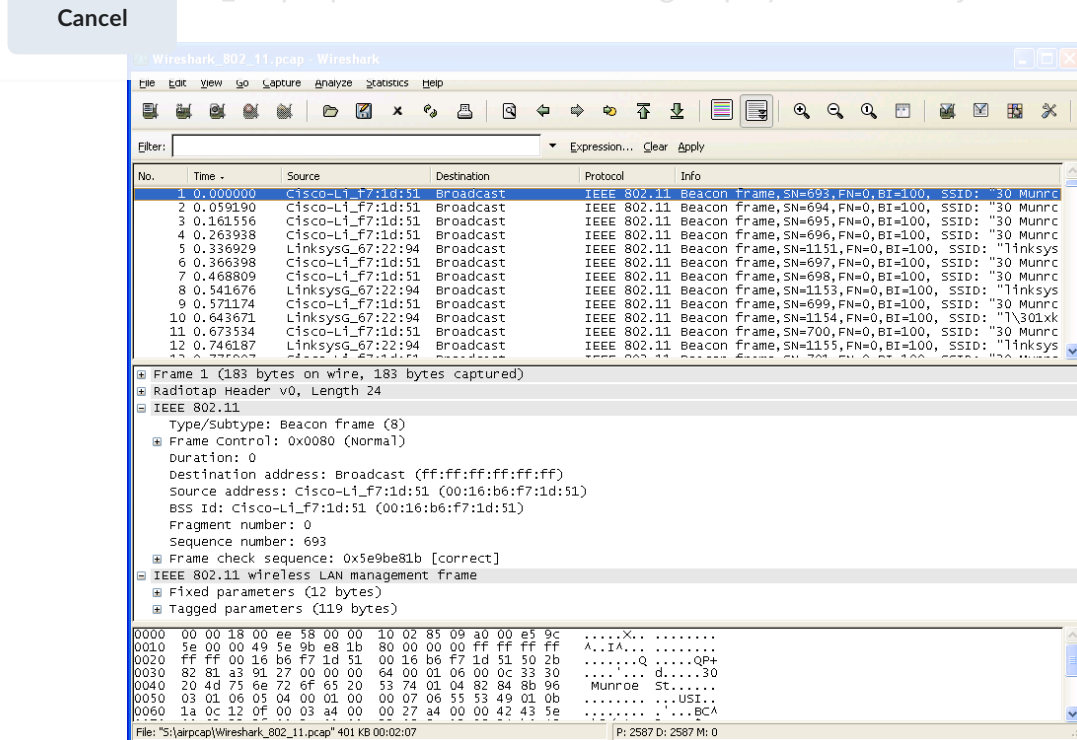 Cancel
Wireshark_802_11.pcap - Wireshark
File Edit View Go Capture Analyze Statistics Help
Filter: Expression... Clear Apply
No. Time Source Destination Protocol Info
1 0.000000 Cisco-Li_f7:1d:51 Broadcast IEEE 802.11 Beacon frame,SN=693,FN=0,BI=100, SSID: "30 Munrc
2 0.059190 Cisco-Li_f7:1d:51 Broadcast IEEE 802.11 Beacon frame,SN=694,FN=0,BI=100, SSID: "30 Munrc
3 0.161556 Cisco-Li_f7:1d:51 Broadcast IEEE 802.11 Beacon frame,SN=695,FN=0,BI=100, SSID: "30 Munrc
4 0.263938 Cisco-Li_f7:1d:51 Broadcast IEEE 802.11 Beacon frame,SN=696,FN=0,BI=100, SSID: "30 Munrc
5 0.336929 LinksysG_67:22:94 Broadcast IEEE 802.11 Beacon frame,SN=1151,FN=0,BI=100, SSID: "linksys
6 0.366398 Cisco-Li_f7:1d:51 Broadcast IEEE 802.11 Beacon frame,SN=697,FN=0,BI=100, SSID: "30 Munrc
7 0.468809 Cisco-Li_f7:1d:51 Broadcast IEEE 802.11 Beacon frame,SN=698,FN=0,BI=100, SSID: "30 Munrc
8 0.541676 LinksysG_67:22:94 Broadcast IEEE 802.11 Beacon frame,SN=1153,FN=0,BI=100, SSID: "linksys
9 0.571174 Cisco-Li_f7:1d:51 Broadcast IEEE 802.11 Beacon frame,SN=699,FN=0,BI=100, SSID: "30 Munrc
10 0.643671 LinksysG_67:22:94 Broadcast IEEE 802.11 Beacon frame,SN=1154,FN=0,BI=100, SSID: "l\301xk
11 0.673534 Cisco-Li_f7:1d:51 Broadcast IEEE 802.11 Beacon frame,SN=700,FN=0,BI=100, SSID: "30 Munrc
12 0.746187 LinksysG_67:22:94 Broadcast IEEE 802.11 Beacon frame,SN=1155,FN=0,BI=100, SSID: "linksys
Frame 1 (183 bytes on wire, 183 bytes captured)
Radiotap Header v0, Length 24
IEEE 802.11
Type/Subtype: Beacon frame (8)
Frame Control: 0x0080 (Normal)
Duration: 0
Destination address: Broadcast (ff:ff:ff:ff:ff:ff)
Source address: Cisco-Li_f7:1d:51 (00:16:b6:f7:1d:51)
BSS Id: Cisco-Li_f7:1d:51 (00:16:b6:f7:1d:51)
Fragment number: 0
Sequence number: 693
Frame check sequence: 0x5e9be81b [correct]
IEEE 802.11 wireless LAN management frame
Fixed parameters (12 bytes)
Tagged parameters (119 bytes)
0000 00 00 18 00 ee 58 00 00 10 02 85 09 a0 00 e5 9c .....X.. ........
0010 5e 00 00 49 5e 9b e8 1b 80 00 00 00 ff ff ff ff ^..I^... ........
0020 ff ff 00 16 b6 f7 1d 51 00 16 b6 f7 1d 51 50 2b .......Q .....QP+
0030 82 81 a3 91 27 00 00 00 64 00 01 06 00 0c 33 30 ....'... d.....30
0040 20 4d 75 6e 72 6f 65 20 53 74 01 04 82 84 8b 96 Munroe St......
0050 03 01 06 05 04 00 01 00 00 07 06 55 53 49 01 0b ........ ...USI..
0060 1a 0c 12 0f 00 03 a4 00 00 27 a4 00 00 42 43 5e ........ .'...BC^
File: "S:\airpcap\Wireshark_802_11.pcap" 401 KB 00:02:07 P: 2587 D: 2587 M: 0